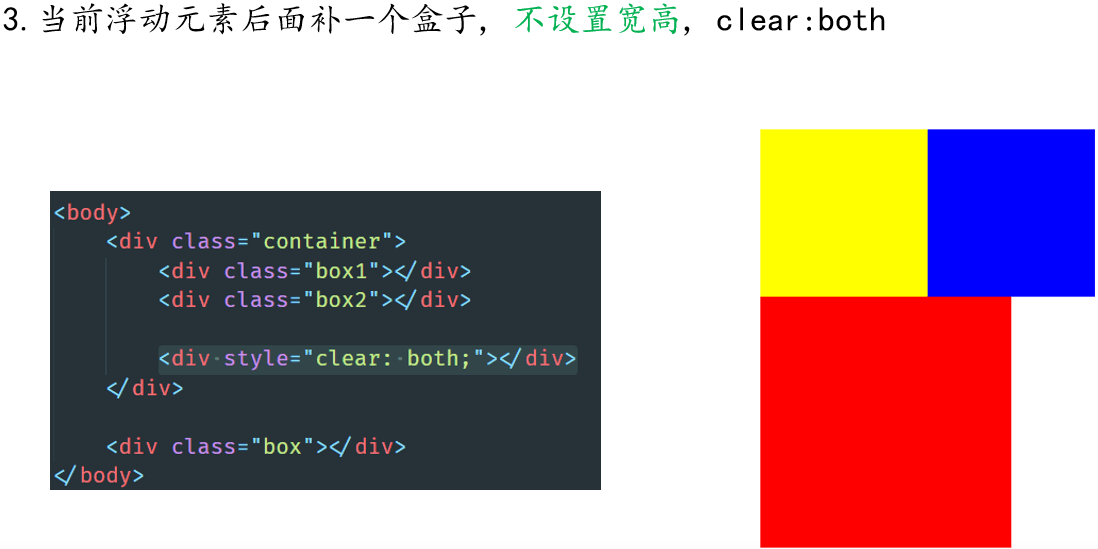 3.当前浮动元素后面补一个盒子，不设置宽高，clear:both
<body>
<div class="container">
<div class="box1"></div>
<div class="box2"></div>
<div style="clear: both;"></div>
</div>
<div class="box"></div>
</body>